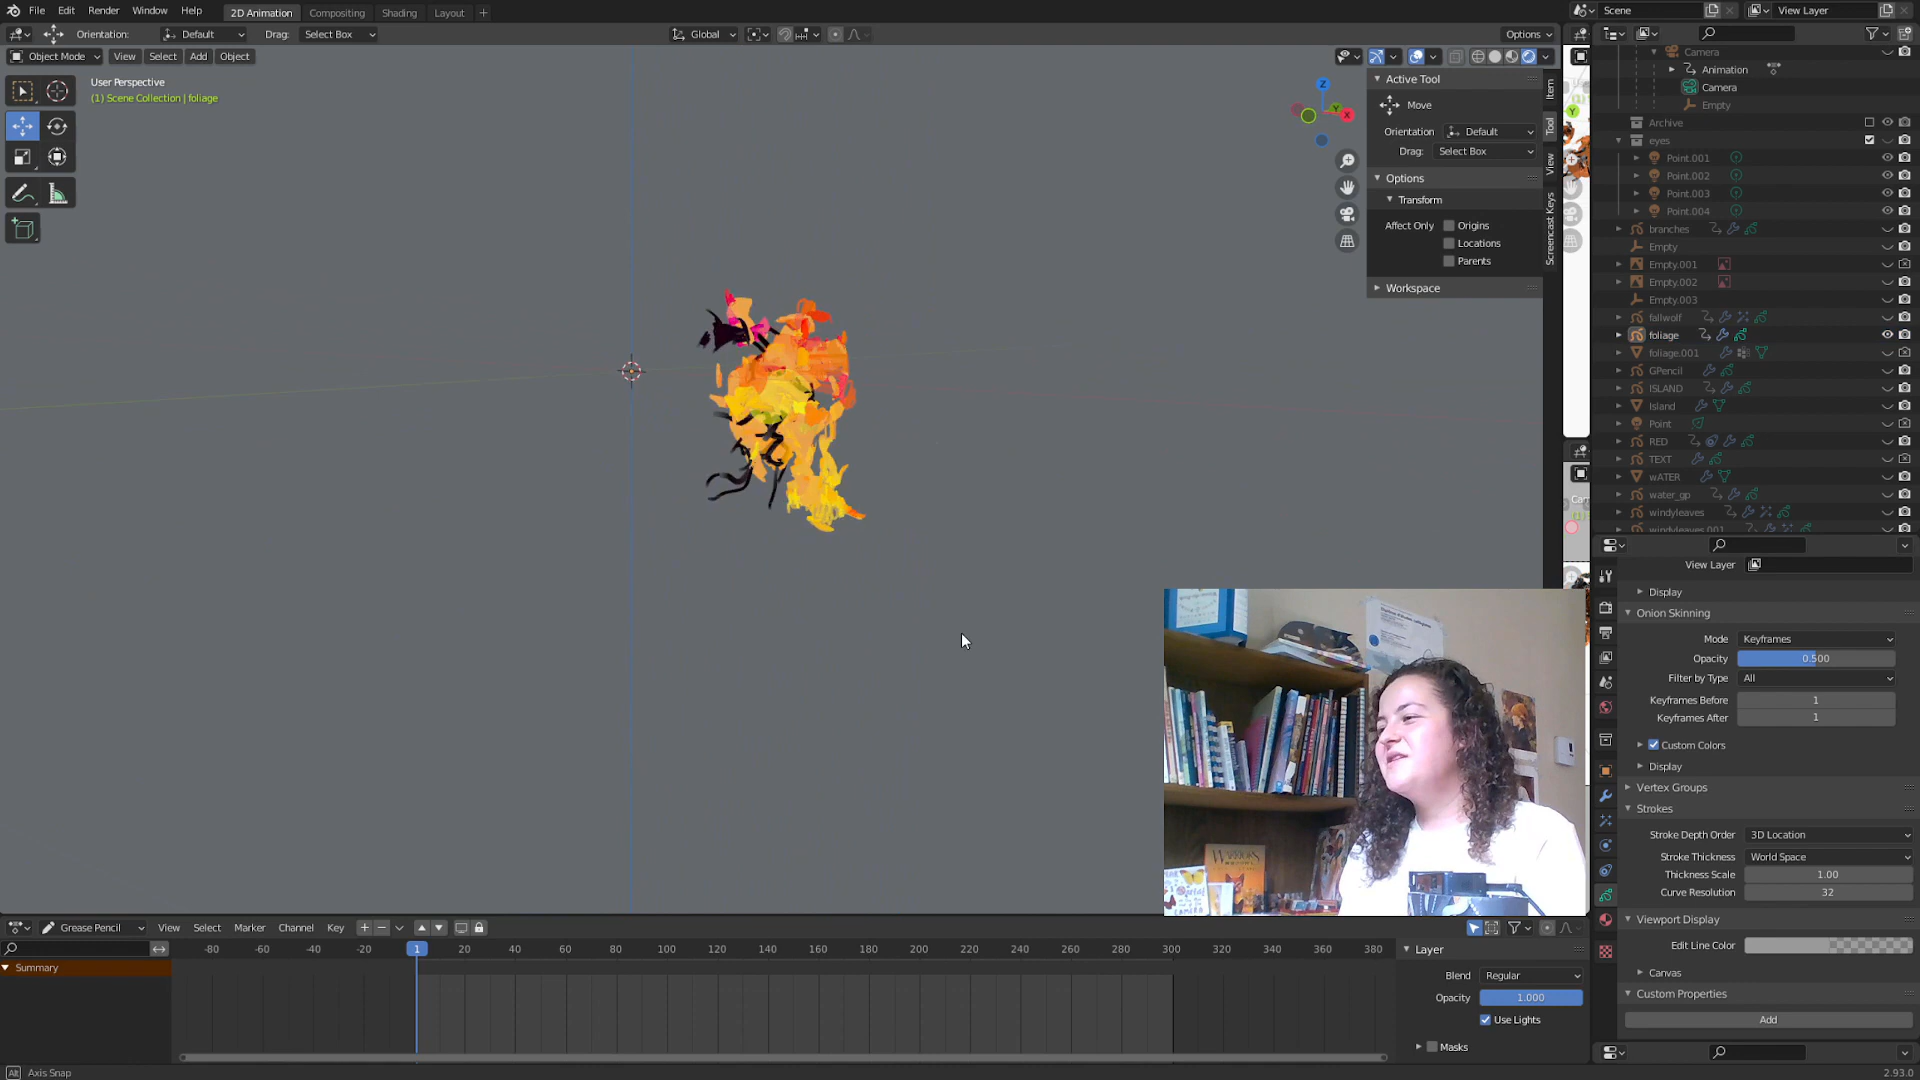 File Edit Render Window Help 2D Animation Compositing Shading Layout + Scene View Layer
Orientation: Default Drag: Select Box Global Options
Object Mode View Select Add Object
User Perspective
(1) Scene Collection | foliage
Active Tool
Move
Orientation Default
Drag: Select Box
Options
Transform
Affect Only Origins
Locations
Parents
Workspace
Item
Tool
View
Screencast Keys
Z
Y
X
Camera
Animation
Camera
Empty
Archive
eyes
Point.001
Point.002
Point.003
Point.004
branches
Empty
Empty.001
Empty.002
Empty.003
fallwolf
foliage
foliage.001
GPencil
ISLAND
Island
Point
RED
TEXT
wATER
water_gp
windyleaves
windyleaves.001
View Layer
Display
Onion Skinning
Mode Keyframes
Opacity 0.500
Filter by Type All
Keyframes Before 1
Keyframes After 1
Custom Colors
Display
Vertex Groups
Strokes
Stroke Depth Order 3D Location
Stroke Thickness World Space
Thickness Scale 1.00
Curve Resolution 32
Viewport Display
Edit Line Color
Canvas
Custom Properties
Add
WARRIORS
Grease Pencil View Select Marker Channel Key
-80 -60 -40 -20 1 20 40 60 80 100 120 140 160 180 200 220 240 260 280 300 320 340 360 380
Summary
Layer
Blend Regular
Opacity 1.000
Use Lights
Masks
Alt Axis Snap
2.93.0